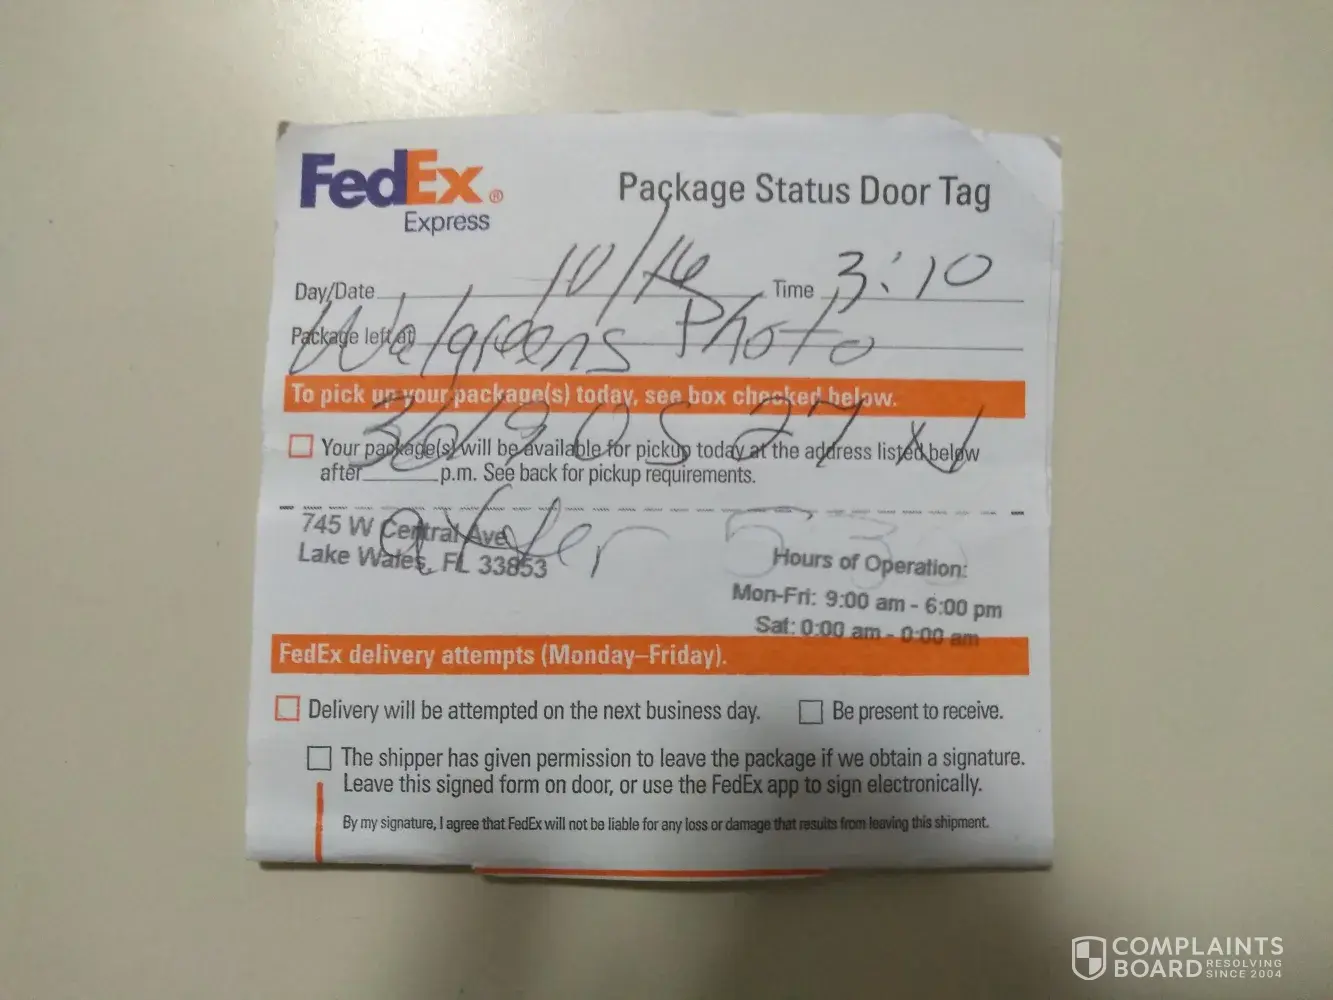 FedEx®
Express
Package Status Door Tag
Day/Date 10/16 Time 3:10
Package left at Walgreens Photo
To pick up your package(s) today, see box checked below.
Your package(s) will be available for pickup today at the address listed below
after p.m. See back for pickup requirements.
after 5:30
745 W Central Ave
Lake Wales, FL 33853
Hours of Operation:
Mon-Fri: 9:00 am - 6:00 pm
Sat: 0:00 am - 0:00 am
FedEx delivery attempts (Monday–Friday).
Delivery will be attempted on the next business day. Be present to receive.
The shipper has given permission to leave the package if we obtain a signature.
Leave this signed form on door, or use the FedEx app to sign electronically.
By my signature, I agree that FedEx will not be liable for any loss or damage that results from leaving this shipment.
COMPLAINTS
BOARD RESOLVING
SINCE 2004